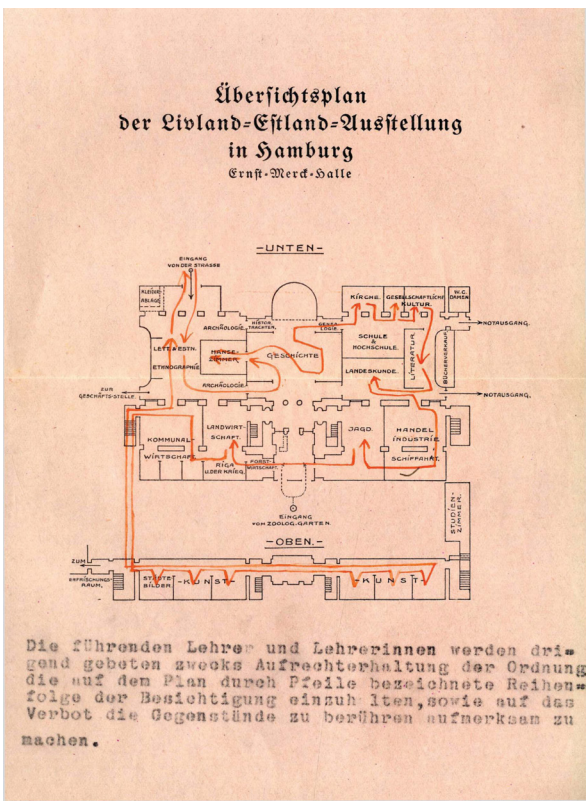 Übersichtsplan
der Livland-Estland-Ausstellung
in Hamburg
Ernst-Merck-Halle
-UNTEN-
EINGANG
VON DER STRASSE
KLEIDER
ABLAGE.
ARCHÄOLOGIE.
HISTOR.
TRACHTEN.
GENEA-
LOGIE.
KIRCHE.
GESELLSCHAFTLICHE
KULTUR.
W.C.
DAMEN.
NOTAUSGANG.
LETT. & ESTN.
ETHNOGRAPHIE
HANSE-
ZIMMER.
GESCHICHTE
SCHULE
&
HOCHSCHULE.
LITERATUR.
BÜCHERVERKAUF.
LANDESKUNDE.
ARCHÄOLOGIE.
ZUR
GESCHÄFTS-STELLE.
NOTAUSGANG.
KOMMUNAL-
WIRTSCHAFT.
LANDWIRT-
SCHAFT.
JAGD.
HANDEL
INDUSTRIE
SCHIFFAHRT.
RIGA
U. DER KRIEG.
FORST-
WIRTSCHAFT.
EINGANG
VOM ZOOLOG. GARTEN.
STUDIEN-
ZIMMER.
-OBEN.-
ZUM
ERFRISCHUNGS-
RAUM.
STÄDTE
BILDER.
-KUNST-
-KUNST-
Die führenden Lehrer und Lehrerinnen werden dri=
gend gebeten zwecks Aufrechterhaltung der Ordnung
die auf dem Plan durch Pfeile bezeichnete Reihen=
folge der Besichtigung einzuh lten,sowie auf das
Verbot die Gegenstände zu berühren aufmerksam zu
machen.